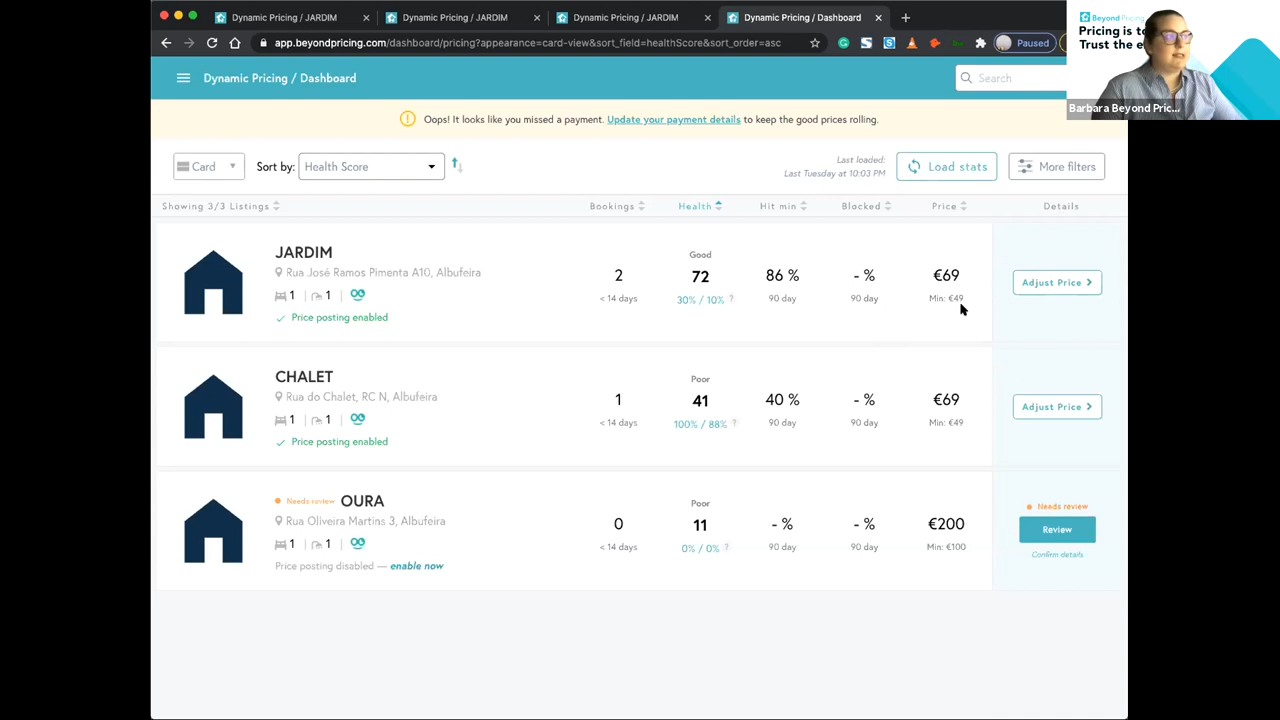 Dynamic Pricing / JARDIM
Dynamic Pricing / JARDIM
Dynamic Pricing / JARDIM
Dynamic Pricing / Dashboard
app.beyondpricing.com/dashboard/pricing?appearance=card-view&sort_field=healthScore&sort_order=asc
Paused
Beyond Pricing
Pricing is
Trust the
Barbara Beyond Pric...
Dynamic Pricing / Dashboard
Search
Oops! It looks like you missed a payment. Update your payment details to keep the good prices rolling.
Card
Sort by:
Health Score
Last loaded:
Last Tuesday at 10:03 PM
Load stats
More filters
Showing 3/3 Listings
Bookings
Health
Hit min
Blocked
Price
Details
JARDIM
Rua José Ramos Pimenta A10, Albufeira
1 | 1 |
Price posting enabled
2
< 14 days
Good
72
30% / 10% ?
86 %
90 day
- %
90 day
€69
Min: €49
Adjust Price
CHALET
Rua do Chalet, RC N, Albufeira
1 | 1 |
Price posting enabled
1
< 14 days
Poor
41
100% / 88% ?
40 %
90 day
- %
90 day
€69
Min: €49
Adjust Price
Needs review OURA
Rua Oliveira Martins 3, Albufeira
1 | 1 |
Price posting disabled — enable now
0
< 14 days
Poor
11
0% / 0% ?
- %
90 day
- %
90 day
€200
Min: €100
Needs review
Review
Confirm details